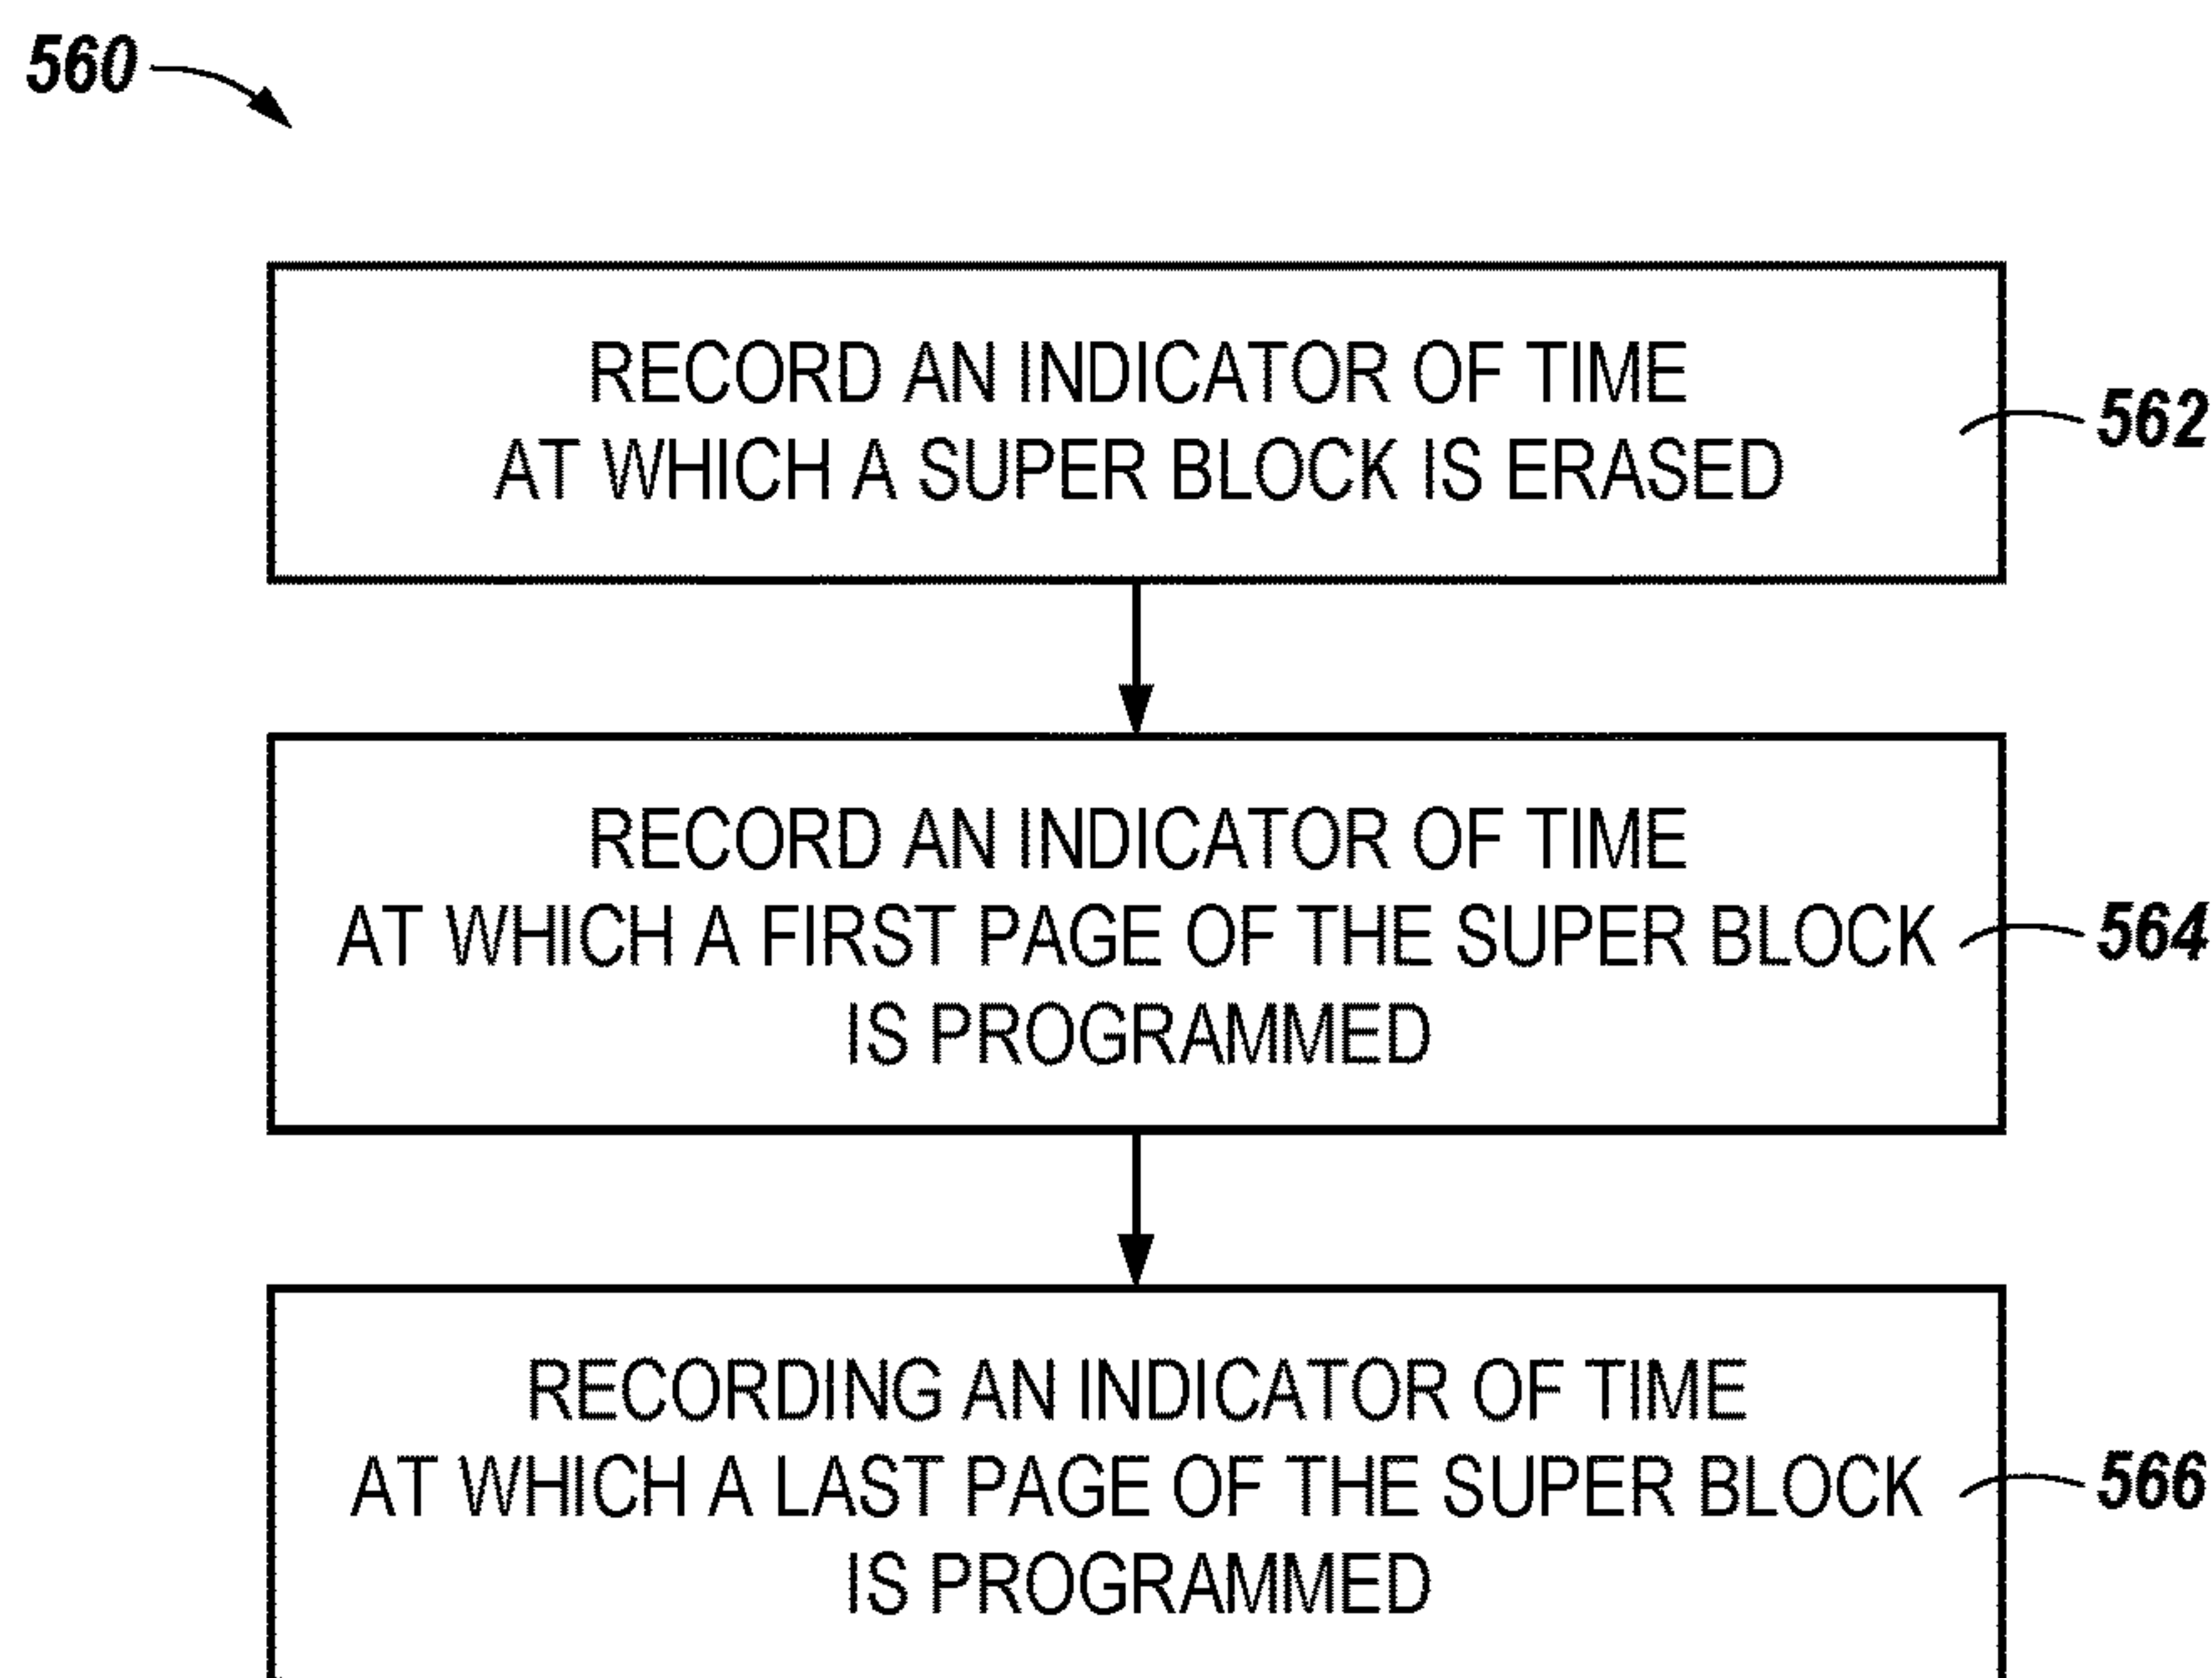 560
RECORD AN INDICATOR OF TIME
AT WHICH A SUPER BLOCK IS ERASED
562
RECORD AN INDICATOR OF TIME
AT WHICH A FIRST PAGE OF THE SUPER BLOCK
564
IS PROGRAMMED
RECORDING AN INDICATOR OF TIME
AT WHICH A LAST PAGE OF THE SUPER BLOCK
566
IS PROGRAMMED